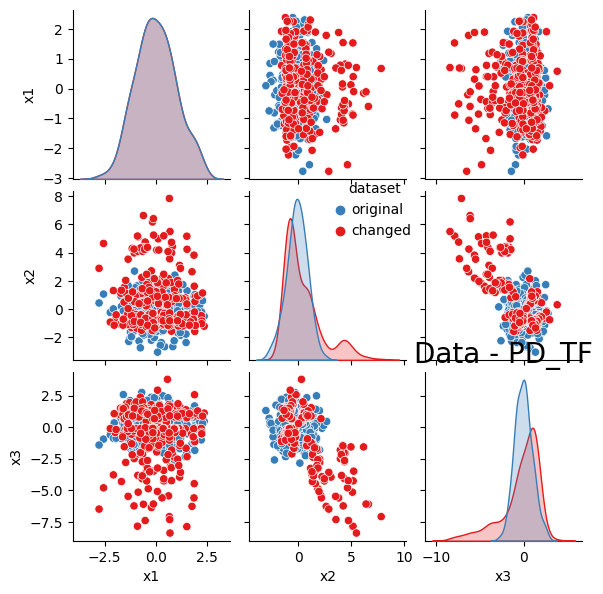 2
1
0
−1
−2
−3
x1
dataset
original
changed
8
6
4
2
0
−2
x2
Data - PD_TF
2.5
0.0
−2.5
−5.0
−7.5
x3
−2.5 0.0 2.5
x1
0 5 10
x2
−10 0
x3